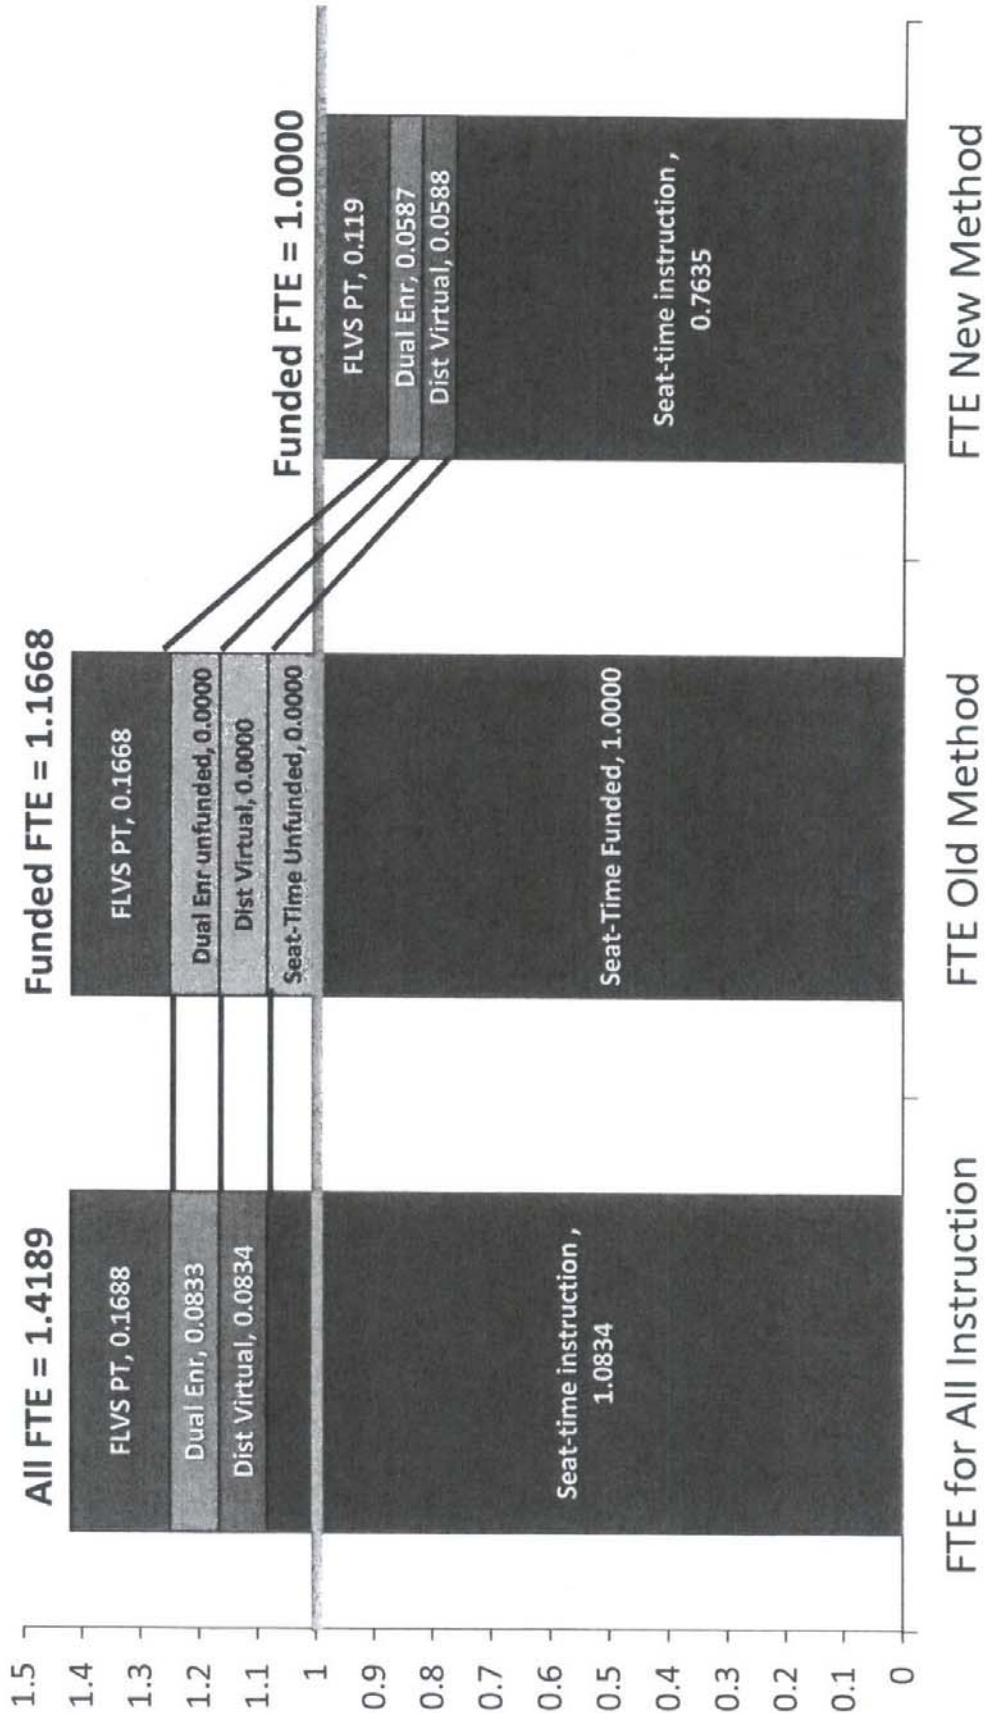 All FTE = 1.4189
Funded FTE = 1.1668
Funded FTE = 1.0000
1.5
1.4
1.3
1.2
1.1
1
0.9
0.8
0.7
0.6
0.5
0.4
0.3
0.2
0.1
0
FLVS PT, 0.1688
Dual Enr, 0.0833
Dist Virtual, 0.0834
Seat-time instruction ,
1.0834
FLVS PT, 0.1668
Dual Enr unfunded, 0.0000
Dist Virtual, 0.0000
Seat-Time Unfunded, 0.0000
Seat-Time Funded, 1.0000
FLVS PT, 0.119
Dual Enr, 0.0587
Dist Virtual, 0.0588
Seat-time instruction ,
0.7635
FTE for All Instruction
FTE Old Method
FTE New Method